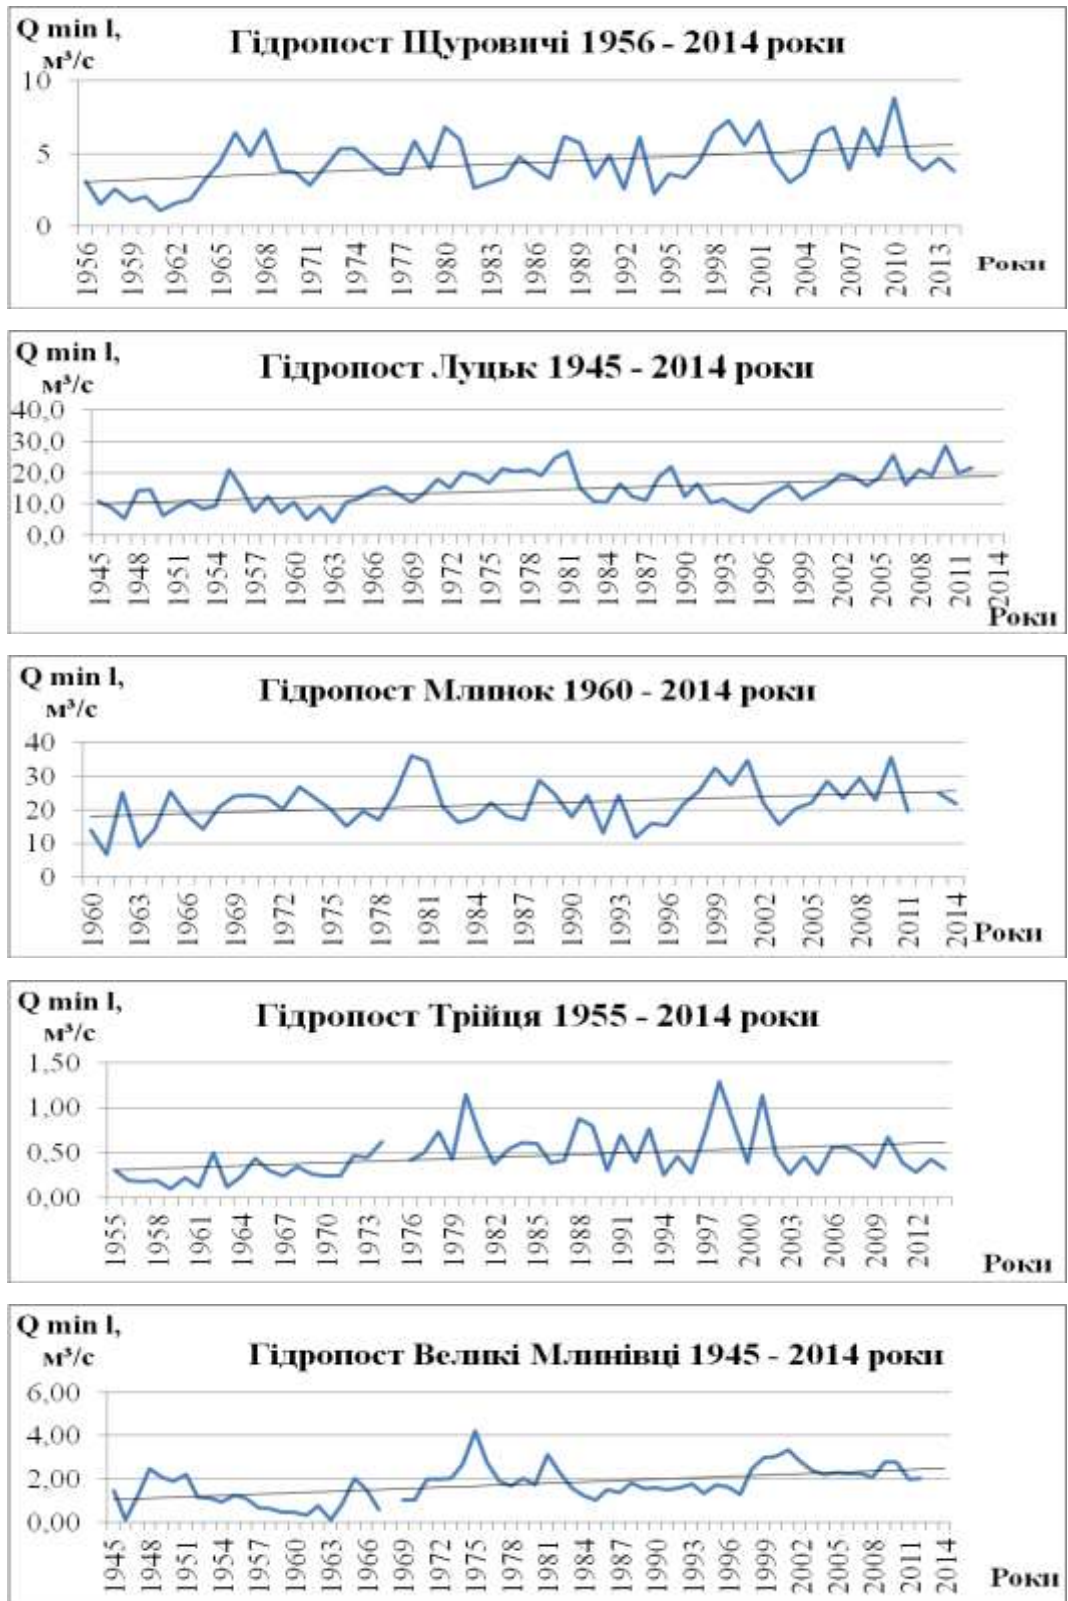 Q min l,
м³/с
Гідропост Щуровичі 1956 - 2014 роки
10
5
0
1956 1959 1962 1965 1968 1971 1974 1977 1980 1983 1986 1989 1992 1995 1998 2001 2004 2007 2010 2013
Роки
Q min l,
м³/с
Гідропост Луцьк 1945 - 2014 роки
40,0
30,0
20,0
10,0
0,0
1945 1948 1951 1954 1957 1960 1963 1966 1969 1972 1975 1978 1981 1984 1987 1990 1993 1996 1999 2002 2005 2008 2011 2014
Роки
Q min l,
м³/с
Гідропост Млинок 1960 - 2014 роки
40
30
20
10
0
1960 1963 1966 1969 1972 1975 1978 1981 1984 1987 1990 1993 1996 1999 2002 2005 2008 2011 2014
Роки
Q min l,
м³/с
Гідропост Трійця 1955 - 2014 роки
1,50
1,00
0,50
0,00
1955 1958 1961 1964 1967 1970 1973 1976 1979 1982 1985 1988 1991 1994 1997 2000 2003 2006 2009 2012
Роки
Q min l,
м³/с
Гідропост Великі Млинівці 1945 - 2014 роки
6,00
4,00
2,00
0,00
1945 1948 1951 1954 1957 1960 1963 1966 1969 1972 1975 1978 1981 1984 1987 1990 1993 1996 1999 2002 2005 2008 2011 2014
Роки